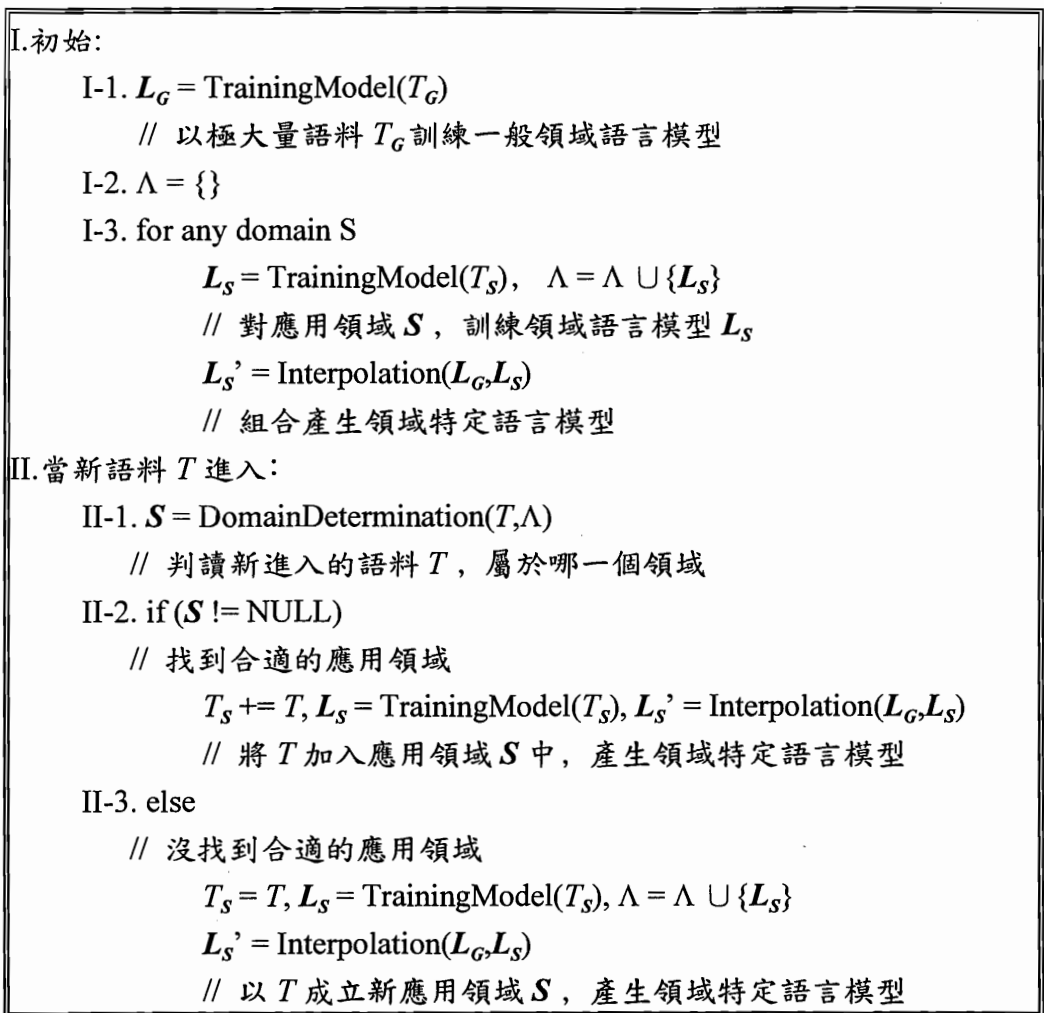 I.初始:
I-1. L_G = TrainingModel(T_G)
// 以極大量語料 T_G 訓練一般領域語言模型
I-2. Λ = {}
I-3. for any domain S
L_S = TrainingModel(T_S), Λ = Λ ∪ {L_S}
// 對應用領域 S , 訓練領域語言模型 L_S
L_S’ = Interpolation(L_G,L_S)
// 組合產生領域特定語言模型
II.當新語料 T 進入:
II-1. S = DomainDetermination(T,Λ)
// 判讀新進入的語料 T , 屬於哪一個領域
II-2. if (S != NULL)
// 找到合適的應用領域
T_S += T, L_S = TrainingModel(T_S), L_S’ = Interpolation(L_G,L_S)
// 將 T 加入應用領域 S 中, 產生領域特定語言模型
II-3. else
// 沒找到合適的應用領域
T_S = T, L_S = TrainingModel(T_S), Λ = Λ ∪ {L_S}
L_S’ = Interpolation(L_G,L_S)
// 以 T 成立新應用領域 S , 產生領域特定語言模型